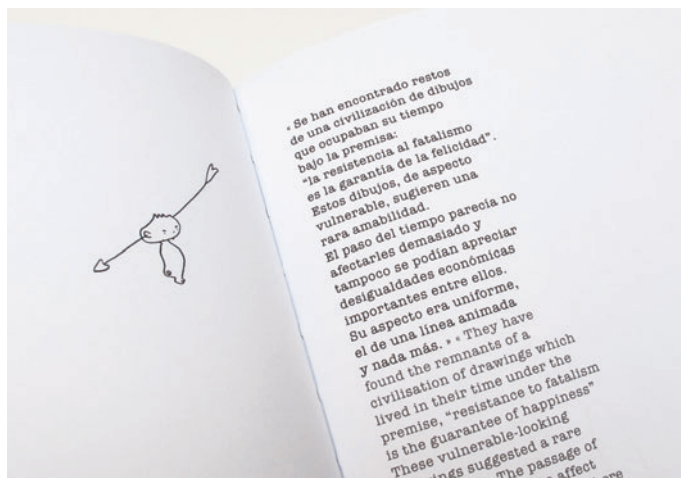 « Se han encontrado restos
de una civilización de dibujos
que ocupaban su tiempo
bajo la premisa:
"la resistencia al fatalismo
es la garantía de la felicidad".
Estos dibujos, de aspecto
vulnerable, sugieren una
rara amabilidad.
El paso del tiempo parecía no
afectarles demasiado y
tampoco se podían apreciar
desigualdades económicas
importantes entre ellos.
Su aspecto era uniforme,
el de una línea animada
y nada más. » « They have
found the remnants of a
civilisation of drawings which
lived in their time under the
premise, "resistance to fatalism
is the guarantee of happiness"
These vulnerable-looking
suggested a rare
The passage of
affect